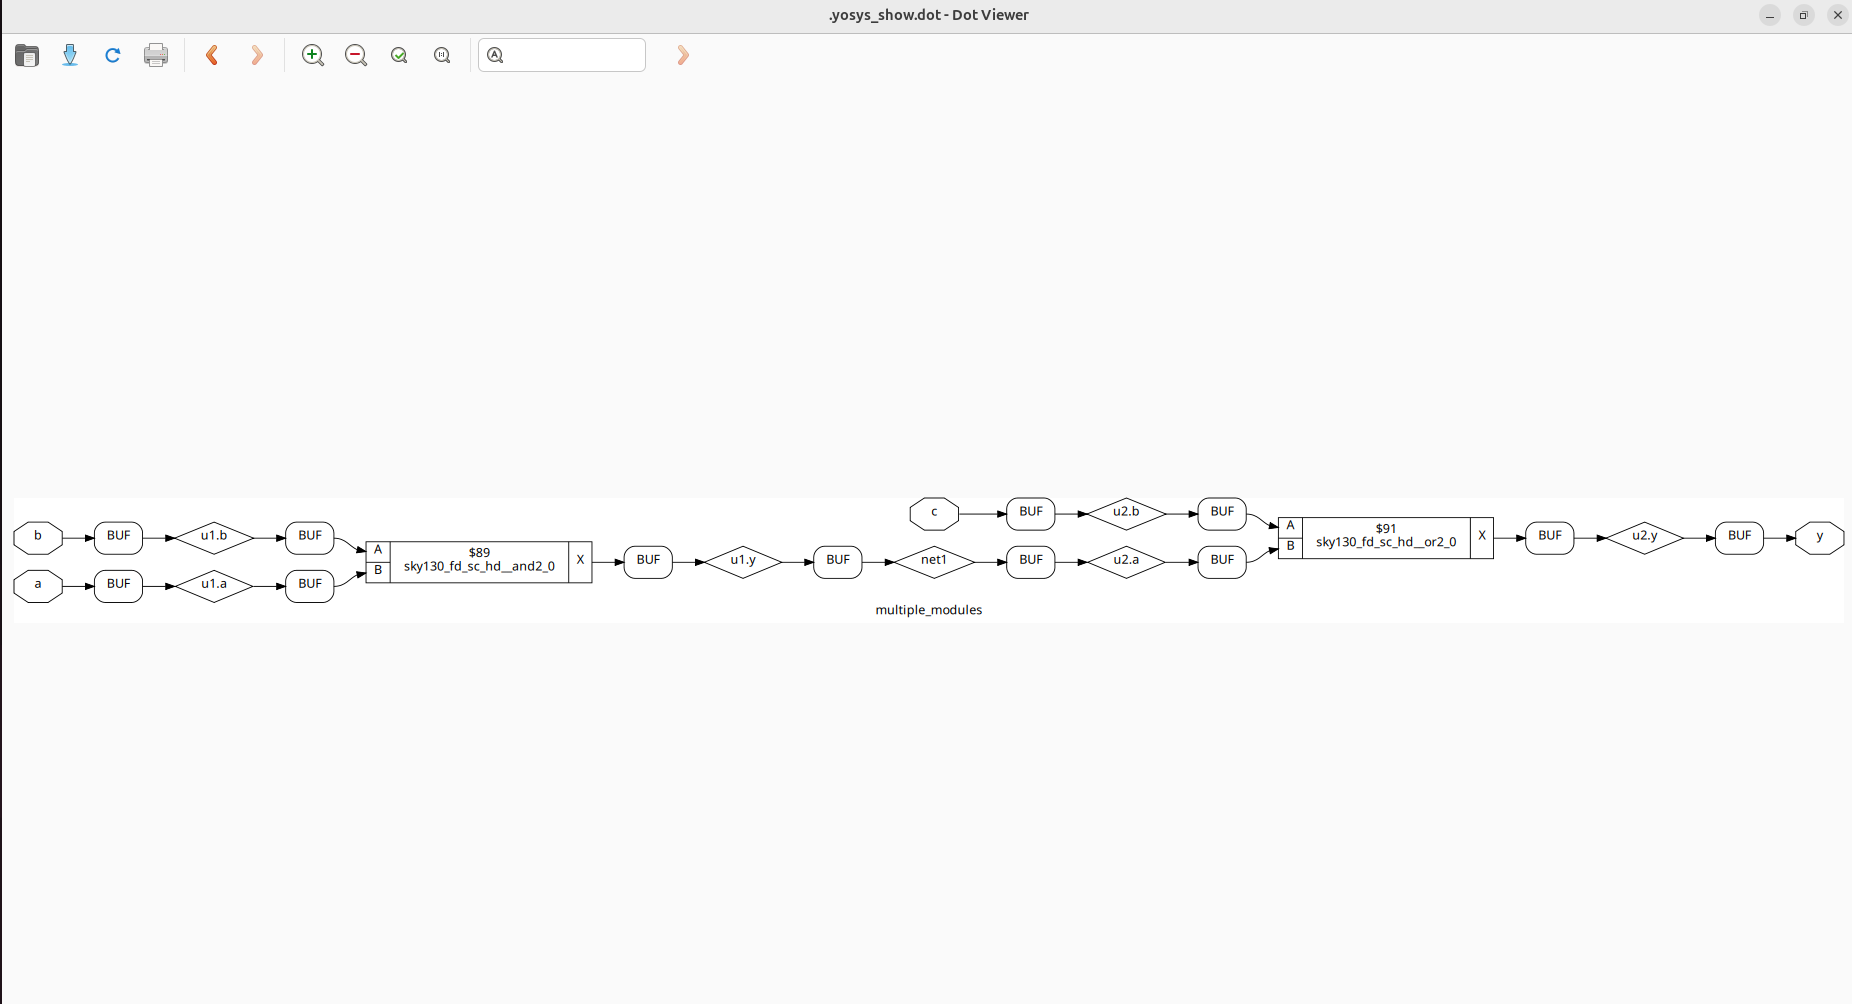 .yosys_show.dot - Dot Viewer
b BUF u1.b BUF
a BUF u1.a BUF
A
B
$89
sky130_fd_sc_hd__and2_0
X
BUF u1.y BUF net1 BUF u2.a BUF
c BUF u2.b BUF
A
B
$91
sky130_fd_sc_hd__or2_0
X
BUF u2.y BUF y
multiple_modules